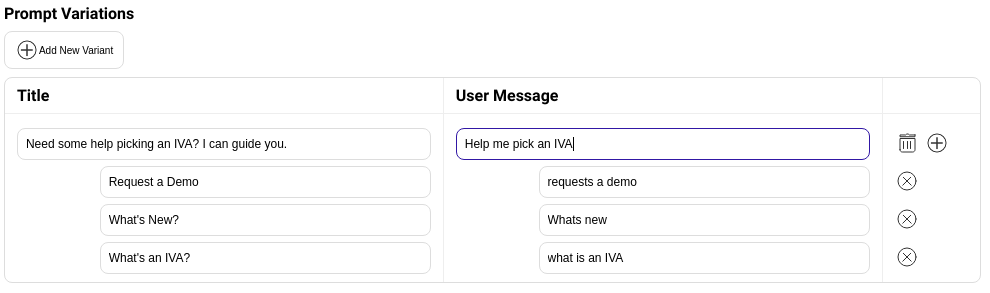 Prompt Variations
Add New Variant
Title User Message
Need some help picking an IVA? I can guide you. Help me pick an IVA
Request a Demo requests a demo
What's New? Whats new
What's an IVA? what is an IVA